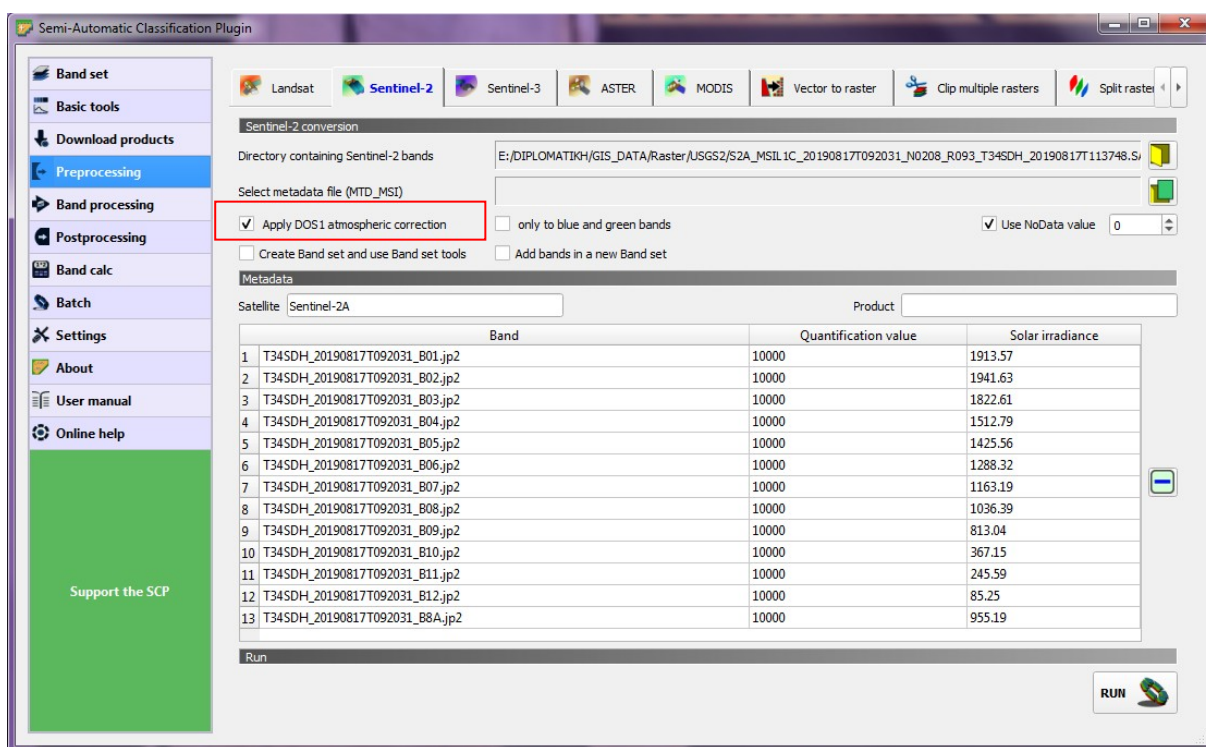 Semi-Automatic Classification Plugin
Band set
Basic tools
Download products
Preprocessing
Band processing
Postprocessing
Band calc
Batch
Settings
About
User manual
Online help
Support the SCP
Landsat Sentinel-2 Sentinel-3 ASTER MODIS Vector to raster Clip multiple rasters Split raster
Sentinel-2 conversion
Directory containing Sentinel-2 bands E:/DIPLOMATIKH/GIS_DATA/Raster/USGS2/S2A_MSIL1C_20190817T092031_N0208_R093_T34SDH_20190817T113748.SA
Select metadata file (MTD_MSI)
Apply DOS1 atmospheric correction only to blue and green bands Use NoData value 0
Create Band set and use Band set tools Add bands in a new Band set
Metadata
Satellite Sentinel-2A Product
Band Quantification value Solar irradiance
1 T34SDH_20190817T092031_B01.jp2 10000 1913.57
2 T34SDH_20190817T092031_B02.jp2 10000 1941.63
3 T34SDH_20190817T092031_B03.jp2 10000 1822.61
4 T34SDH_20190817T092031_B04.jp2 10000 1512.79
5 T34SDH_20190817T092031_B05.jp2 10000 1425.56
6 T34SDH_20190817T092031_B06.jp2 10000 1288.32
7 T34SDH_20190817T092031_B07.jp2 10000 1163.19
8 T34SDH_20190817T092031_B08.jp2 10000 1036.39
9 T34SDH_20190817T092031_B09.jp2 10000 813.04
10 T34SDH_20190817T092031_B10.jp2 10000 367.15
11 T34SDH_20190817T092031_B11.jp2 10000 245.59
12 T34SDH_20190817T092031_B12.jp2 10000 85.25
13 T34SDH_20190817T092031_B8A.jp2 10000 955.19
Run
RUN